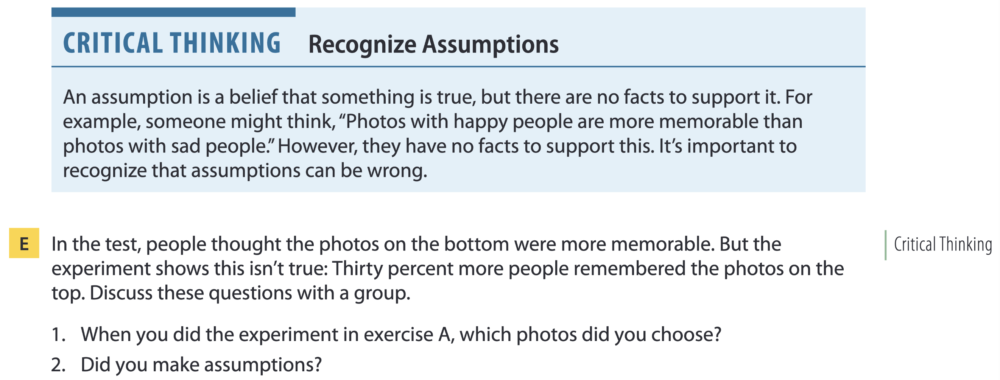 CRITICAL THINKING Recognize Assumptions
An assumption is a belief that something is true, but there are no facts to support it. For
example, someone might think, “Photos with happy people are more memorable than
photos with sad people.” However, they have no facts to support this. It’s important to
recognize that assumptions can be wrong.
E In the test, people thought the photos on the bottom were more memorable. But the
experiment shows this isn’t true: Thirty percent more people remembered the photos on the
top. Discuss these questions with a group.
Critical Thinking
1. When you did the experiment in exercise A, which photos did you choose?
2. Did you make assumptions?